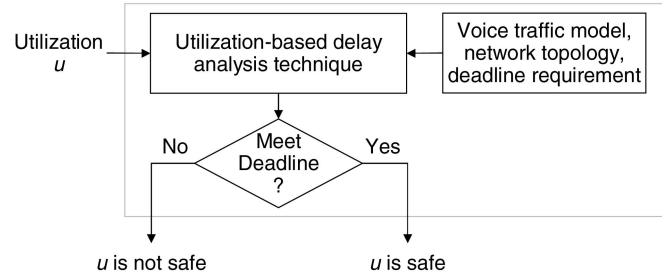 Utilization
u
Utilization-based delay
analysis technique
Voice traffic model,
network topology,
deadline requirement
No
Meet
Deadline
?
Yes
u is not safe
u is safe